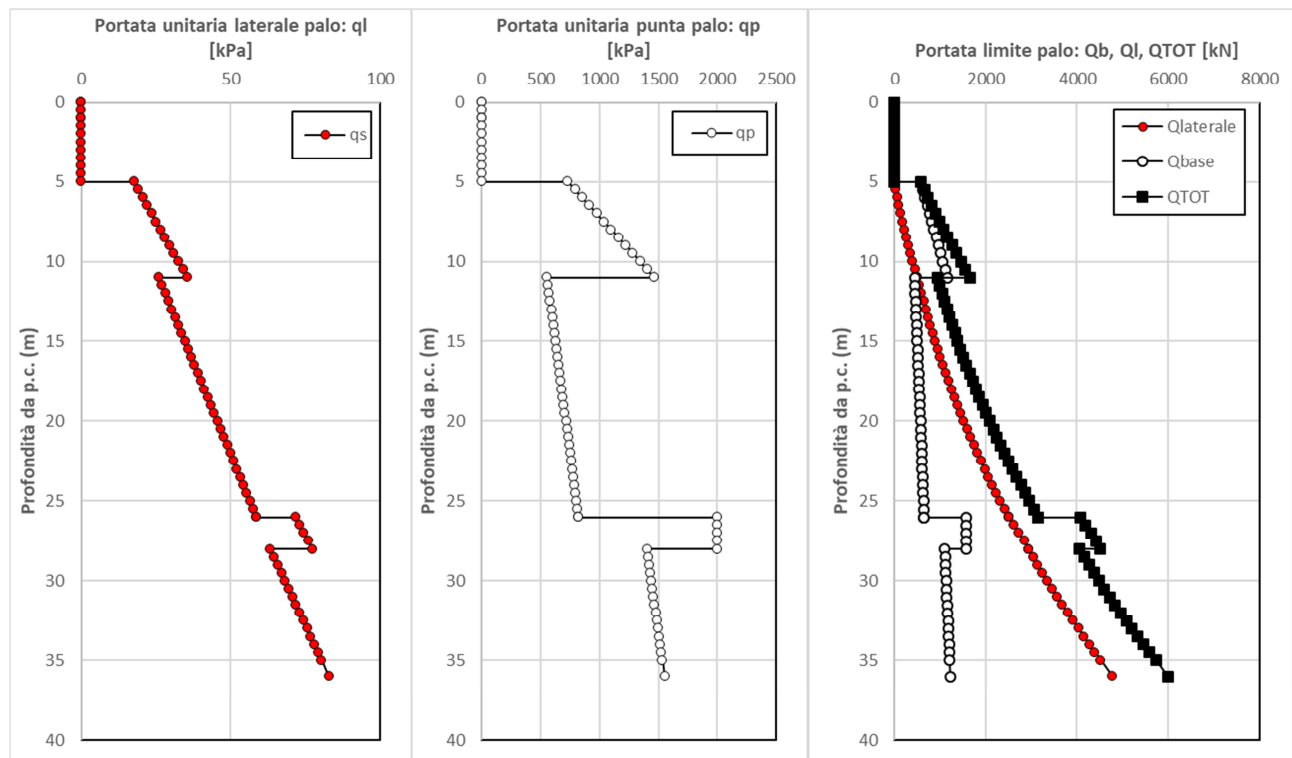 Portata unitaria laterale palo: ql
[kPa]
0 50 100
0
5
10
15
20
25
30
35
40
Profondità da p.c. (m)
qs
Portata unitaria punta palo: qp
[kPa]
0 500 1000 1500 2000 2500
0
5
10
15
20
25
30
35
40
Profondità da p.c. (m)
qp
Portata limite palo: Qb, Ql, QTOT [kN]
0 2000 4000 6000 8000
0
5
10
15
20
25
30
35
40
Profondità da p.c. (m)
Qlaterale
Qbase
QTOT